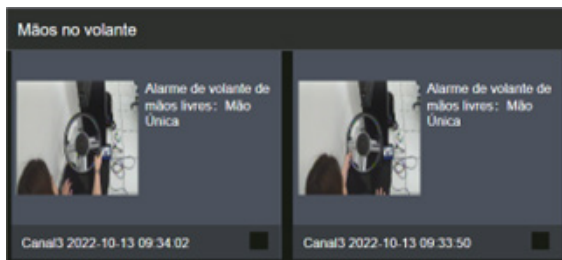 Mãos no volante
Alarme de volante de
mãos livres: Mão
Única
Alarme de volante de
mãos livres: Mão
Única
Canal3 2022-10-13 09:34:02
Canal3 2022-10-13 09:33:50